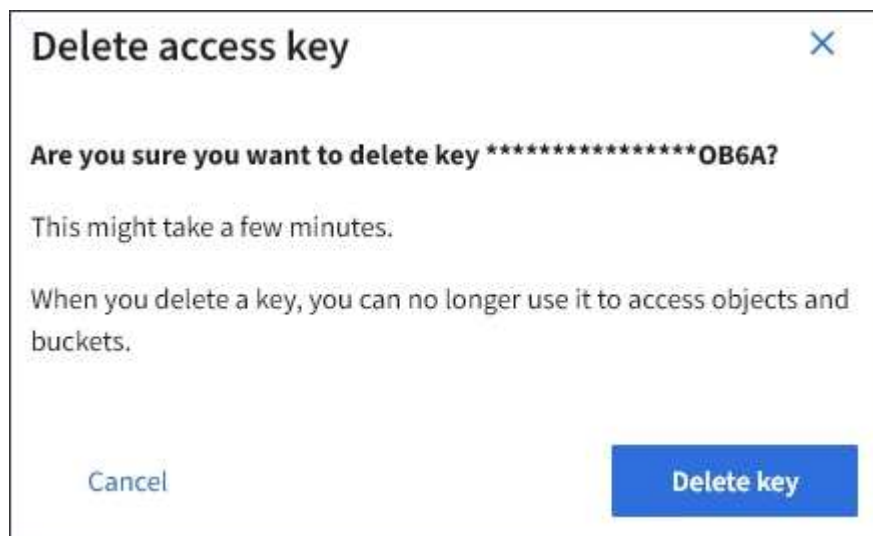 Delete access key
Are you sure you want to delete key ****************OB6A?
This might take a few minutes.
When you delete a key, you can no longer use it to access objects and
buckets.
Cancel
Delete key